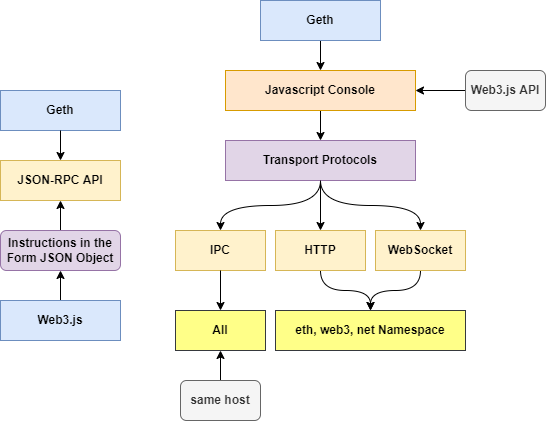 Geth
JSON-RPC API
Instructions in the
Form JSON Object
Web3.js
Geth
Javascript Console
Web3.js API
Transport Protocols
IPC
HTTP
WebSocket
All
eth, web3, net Namespace
same host